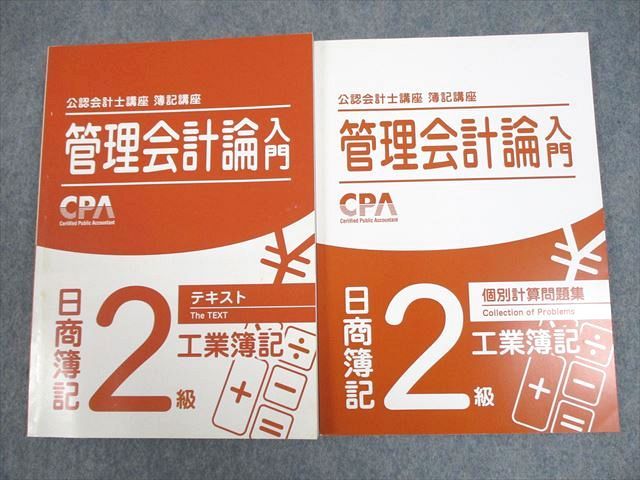 公認会計士講座 簿記講座
管理会計論入門
CPA
Certified Public Accountant
テキスト
The TEXT
日商簿記2級
工業簿記
公認会計士講座 簿記講座
管理会計論入門
CPA
Certified Public Accountant
個別計算問題集
Collection of Problems
日商簿記2級
工業簿記